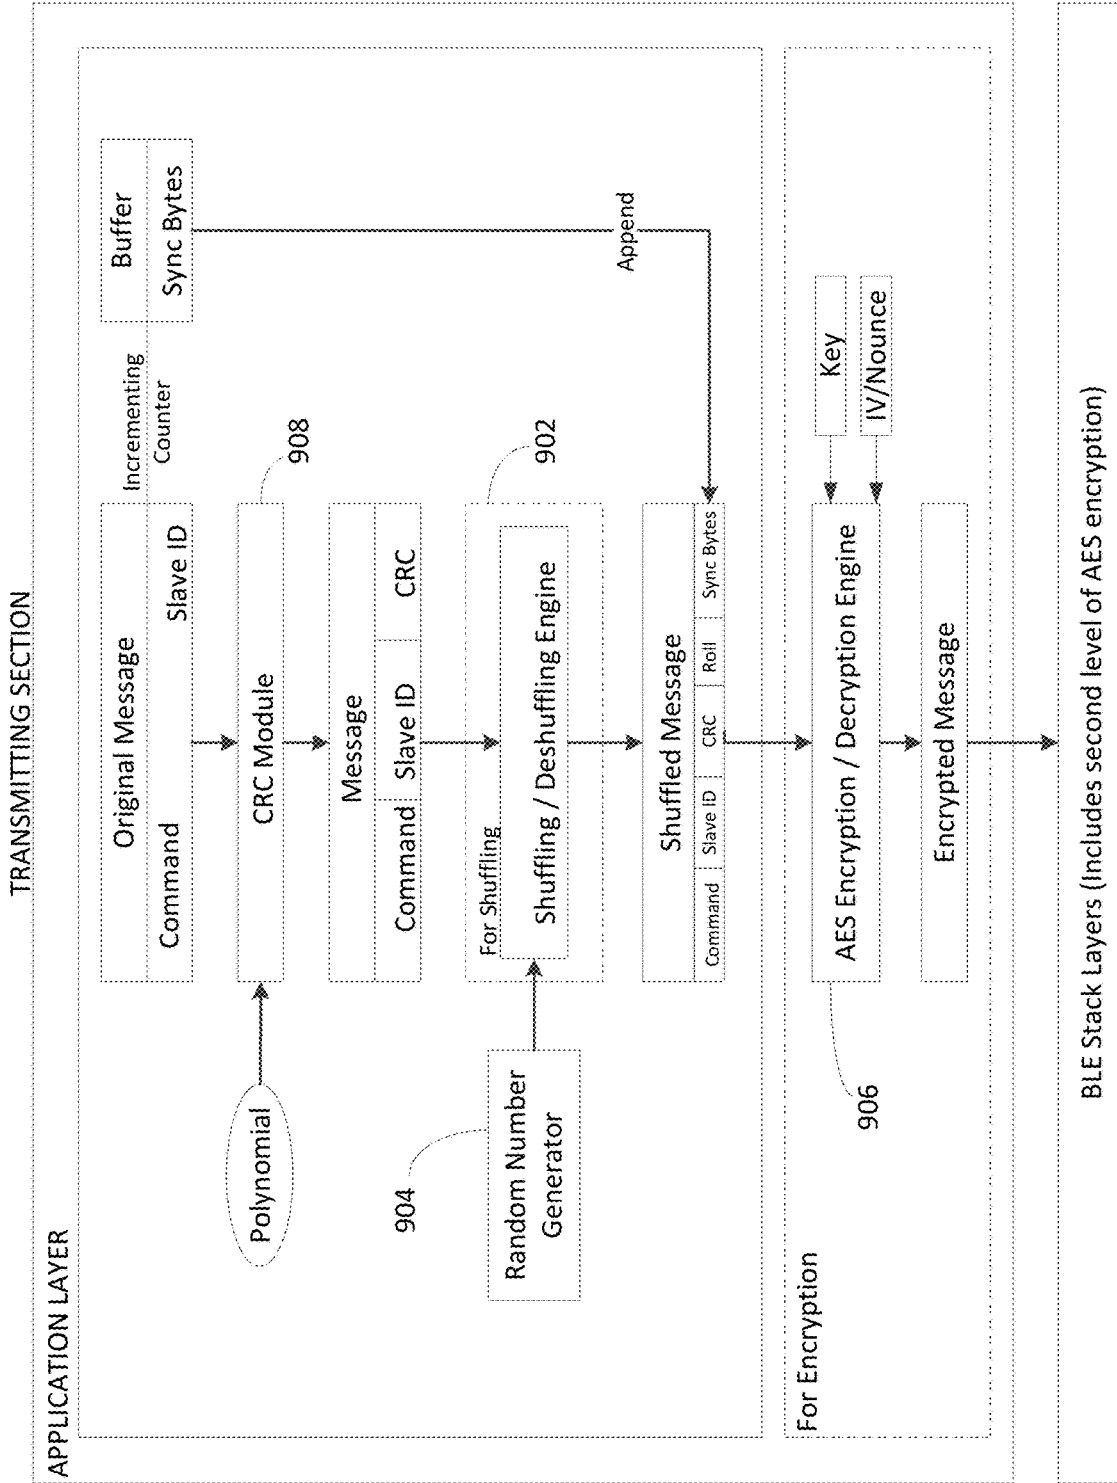 TRANSMITTING SECTION
APPLICATION LAYER
Original Message
Command
Slave ID
Incrementing
Counter
Buffer
Sync Bytes
Polynomial
CRC Module
908
Message
Command
Slave ID
CRC
904
Random Number
Generator
For Shuffling
Shuffling / Deshuffling Engine
902
Append
Shuffled Message
Command
Slave ID
CRC
Roll
Sync Bytes
For Encryption
906
AES Encryption / Decryption Engine
Key
IV/Nounce
Encrypted Message
BLE Stack Layers (Includes second level of AES encryption)